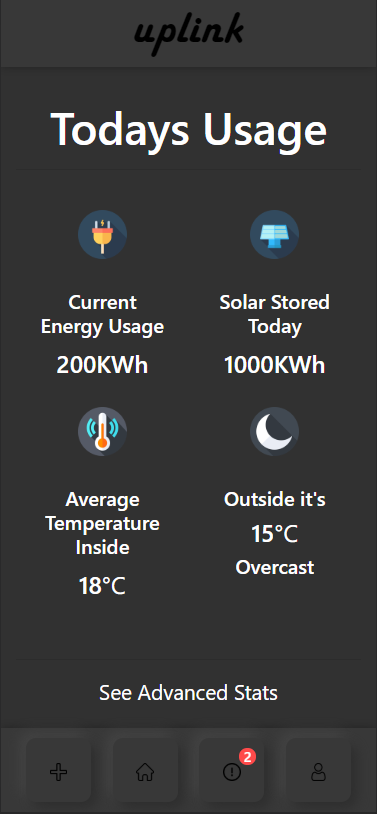 uplink
Todays Usage
Current
Energy Usage
200KWh
Solar Stored
Today
1000KWh
Average
Temperature
Inside
18°C
Outside it's
15°C
Overcast
See Advanced Stats
2